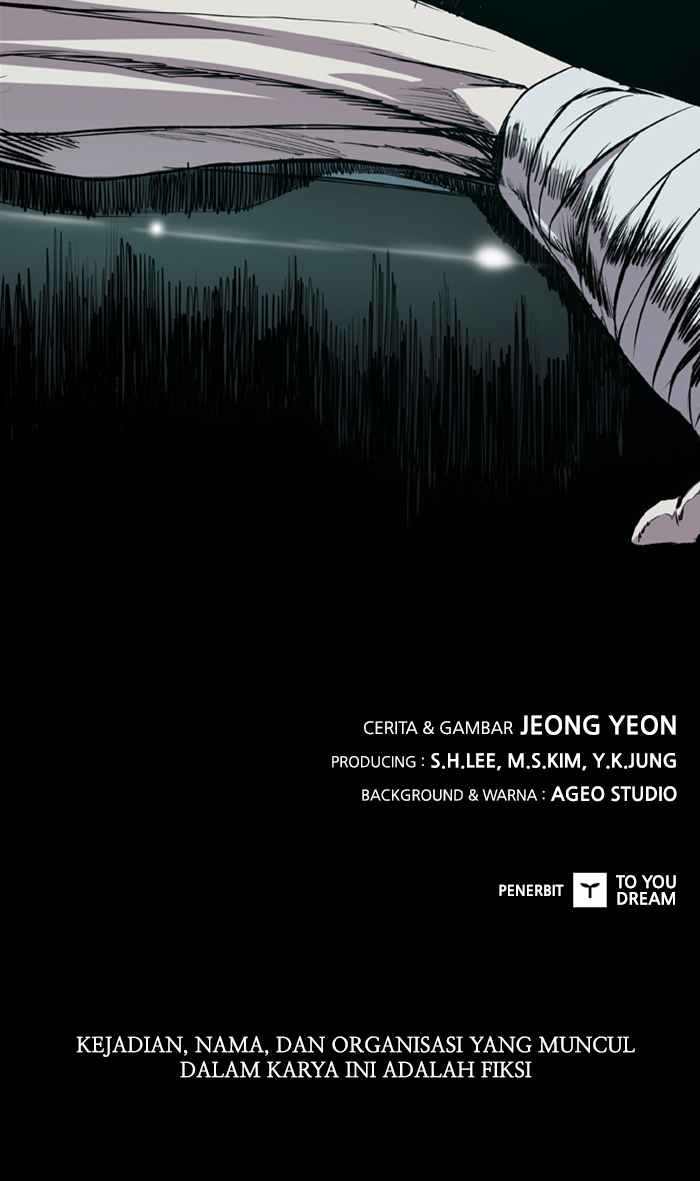 CERITA & GAMBAR JEONG YEON
PRODUCING : S.H.LEE, M.S.KIM, Y.K.JUNG
BACKGROUND & WARNA : AGEO STUDIO
PENERBIT TO YOU
DREAM
KEJADIAN, NAMA, DAN ORGANISASI YANG MUNCUL
DALAM KARYA INI ADALAH FIKSI